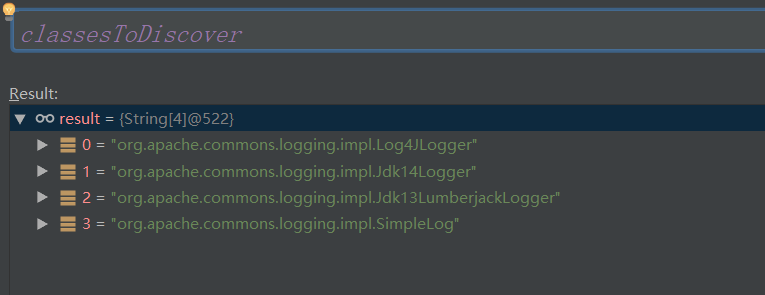 classesToDiscover
Result:
result = {String[4]@522}
0 = "org.apache.commons.logging.impl.Log4JLogger"
1 = "org.apache.commons.logging.impl.Jdk14Logger"
2 = "org.apache.commons.logging.impl.Jdk13LumberjackLogger"
3 = "org.apache.commons.logging.impl.SimpleLog"